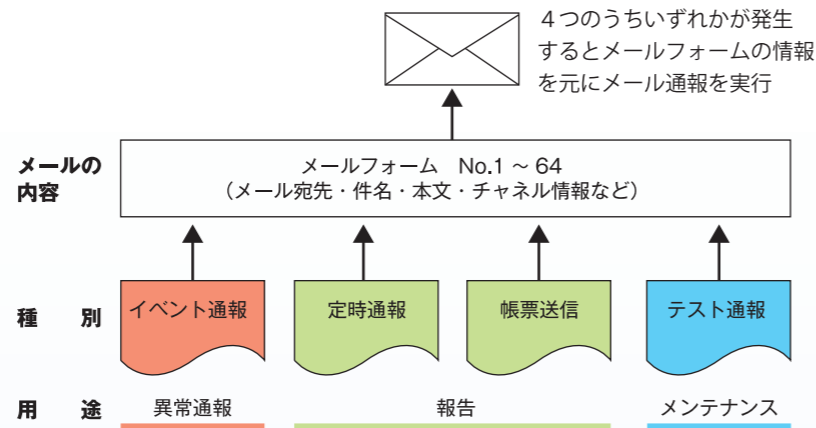 ４つのうちいずれかが発生
するとメールフォームの情報
を元にメール通報を実行
メールの
内容
メールフォーム　No.1 ～ 64
（メール宛先・件名・本文・チャネル情報など）
種　別
イベント通報
定時通報
帳票送信
テスト通報
用　途
異常通報
報告
メンテナンス